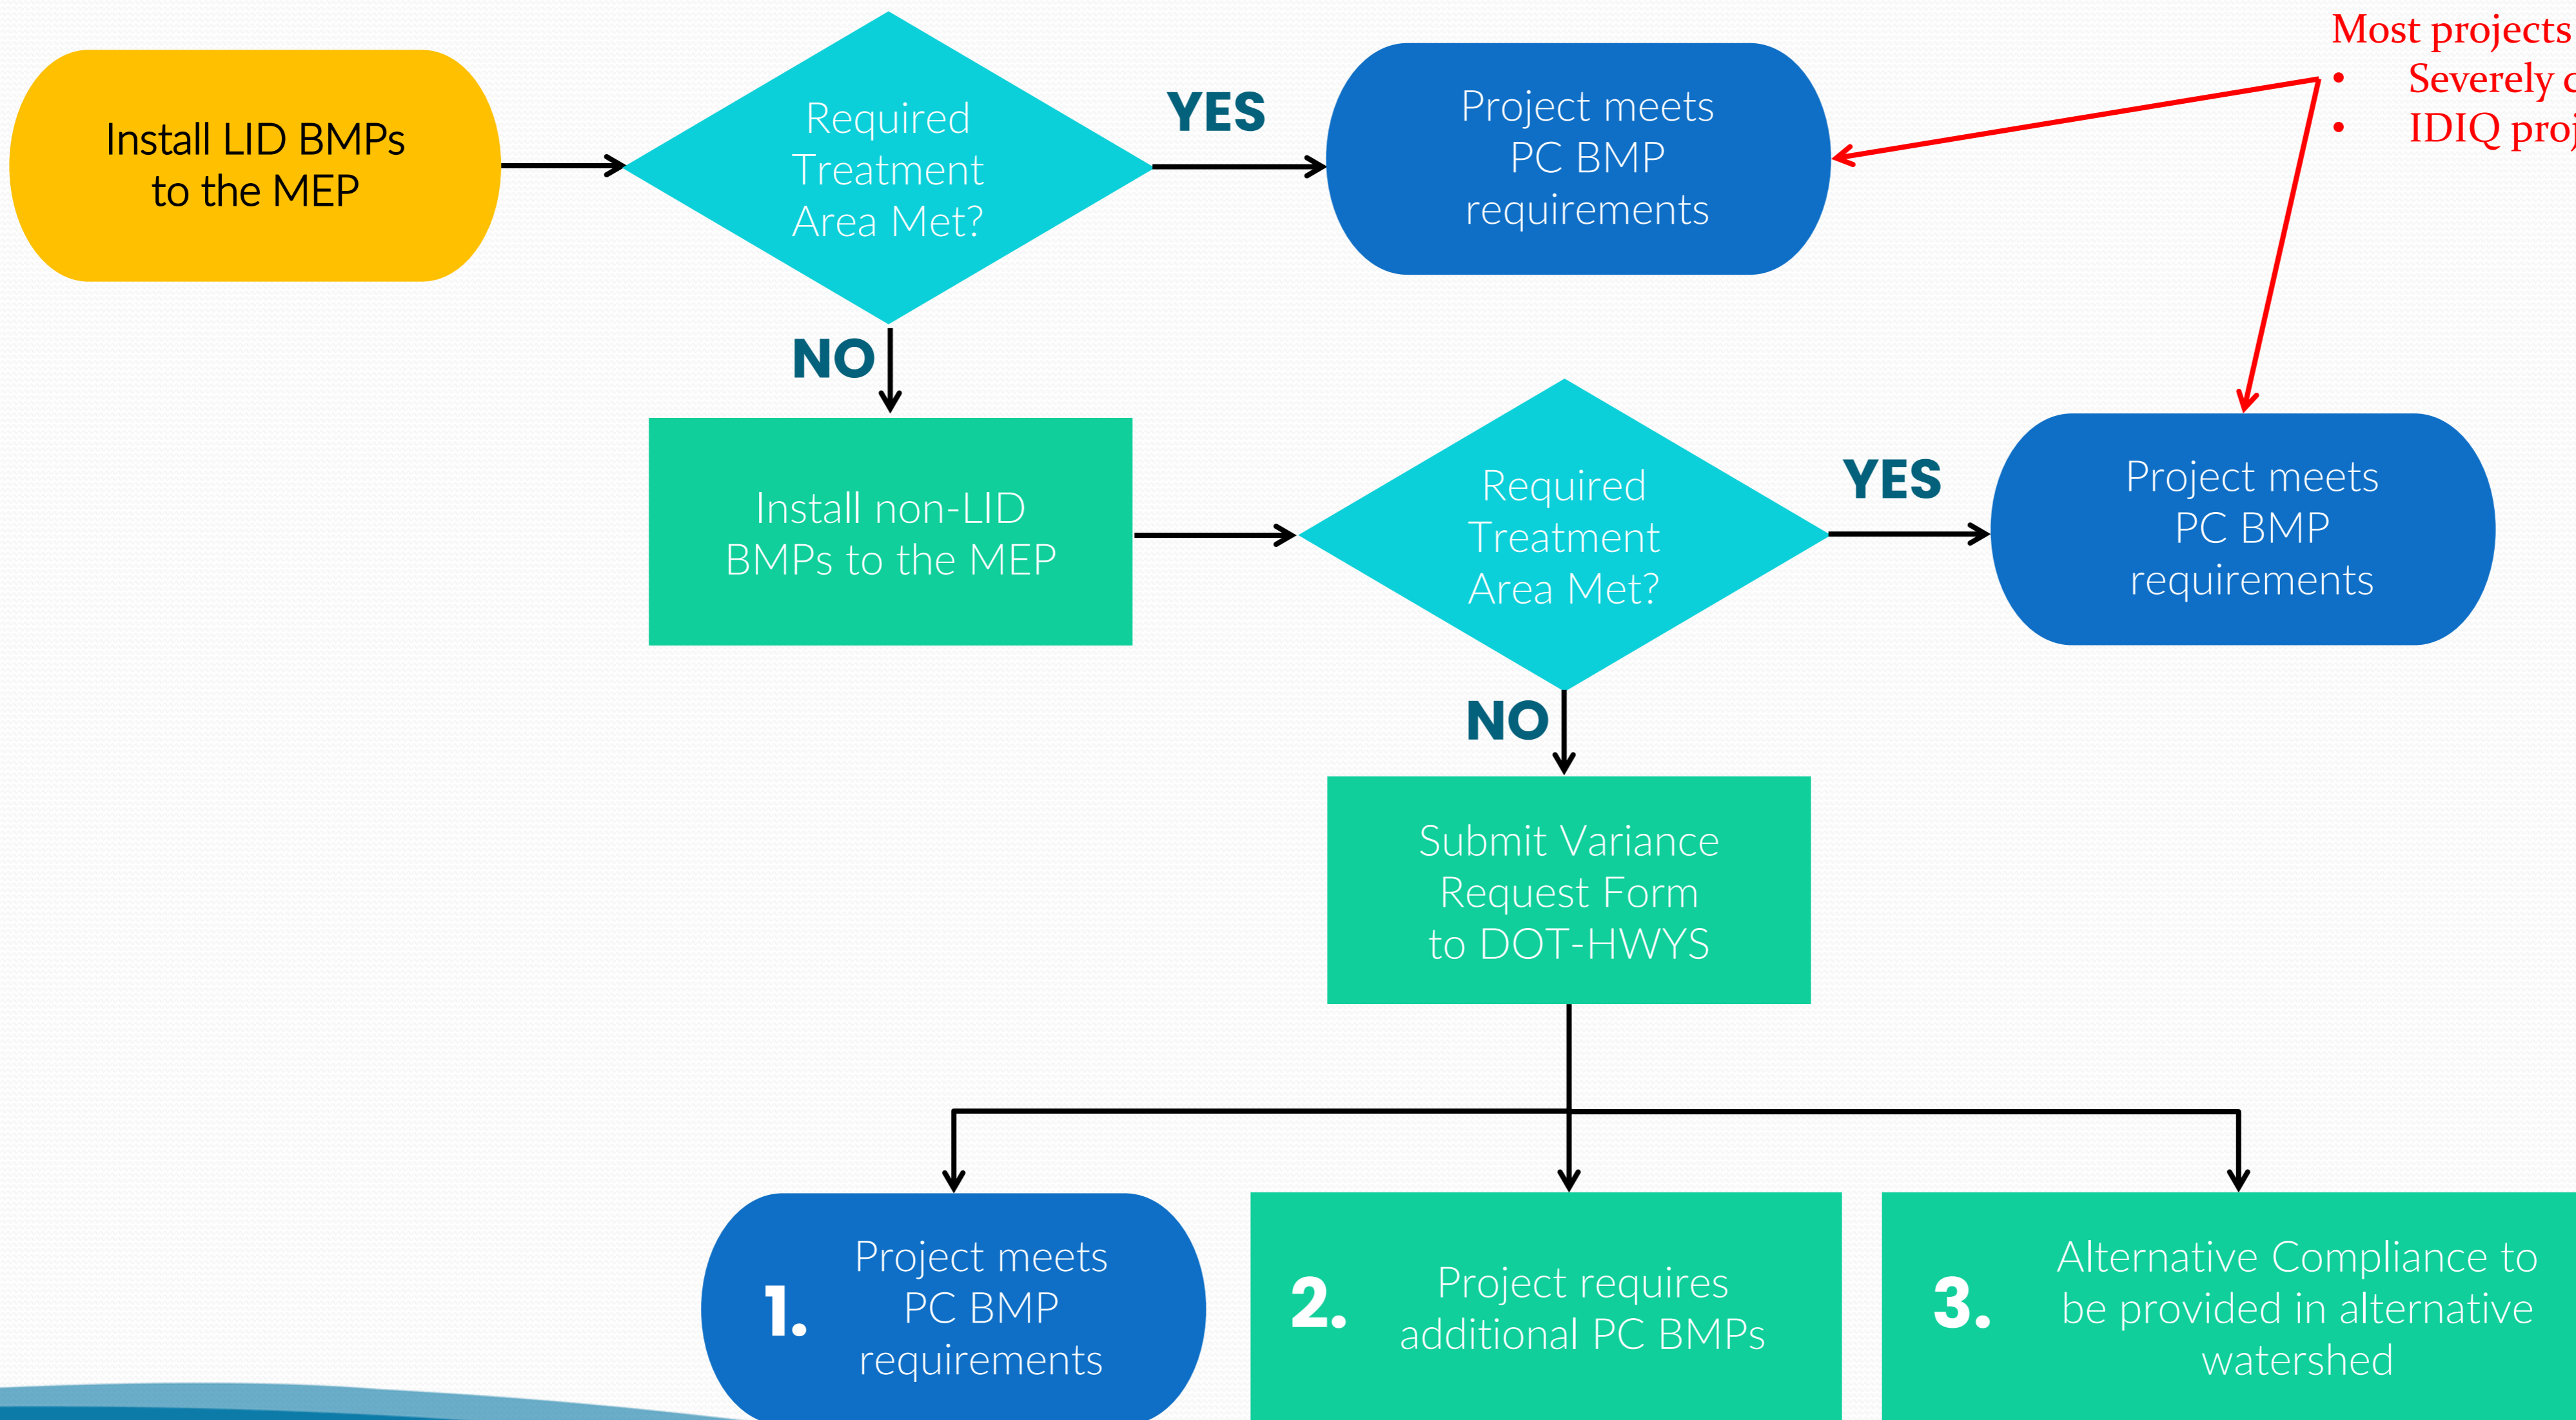 Install LID BMPs
to the MEP
Required
Treatment
Area Met?
YES
Project meets
PC BMP
requirements
Most projects
• Severely
• IDIQ
NO
Install non-LID
BMPs to the MEP
Required
Treatment
Area Met?
YES
Project meets
PC BMP
requirements
NO
Submit Variance
Request Form
to DOT-HWYS
1.
Project meets
PC BMP
requirements
2.
Project requires
additional PC BMPs
3.
Alternative Compliance to
be provided in alternative
watershed